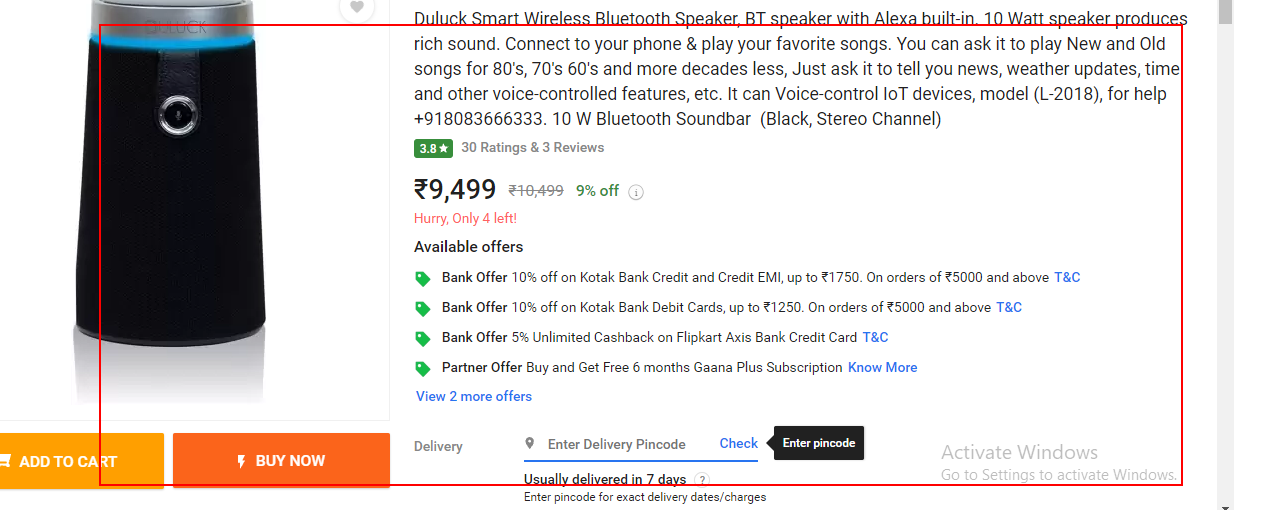 DULUCK
Duluck Smart Wireless Bluetooth Speaker, BT speaker with Alexa built-in. 10 Watt speaker produces
rich sound. Connect to your phone & play your favorite songs. You can ask it to play New and Old
songs for 80's, 70's 60's and more decades less, Just ask it to tell you news, weather updates, time
and other voice-controlled features, etc. It can Voice-control IoT devices, model (L-2018), for help
+918083666333. 10 W Bluetooth Soundbar (Black, Stereo Channel)
3.8★ 30 Ratings & 3 Reviews
₹9,499 ₹10,499 9% off i
Hurry, Only 4 left!
Available offers
Bank Offer 10% off on Kotak Bank Credit and Credit EMI, up to ₹1750. On orders of ₹5000 and above T&C
Bank Offer 10% off on Kotak Bank Debit Cards, up to ₹1250. On orders of ₹5000 and above T&C
Bank Offer 5% Unlimited Cashback on Flipkart Axis Bank Credit Card T&C
Partner Offer Buy and Get Free 6 months Gaana Plus Subscription Know More
View 2 more offers
ADD TO CART
BUY NOW
Delivery Enter Delivery Pincode Check Enter pincode
Usually delivered in 7 days ?
Enter pincode for exact delivery dates/charges
Activate Windows
Go to Settings to activate Windows.